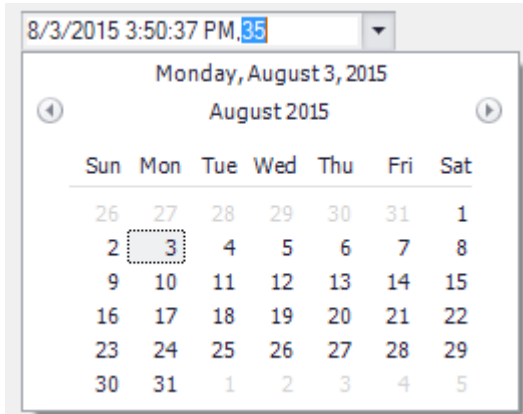 8/3/2015 3:50:37 PM,35
Monday, August 3, 2015
August 2015
Sun Mon Tue Wed Thu Fri Sat
26 27 28 29 30 31 1
2 3 4 5 6 7 8
9 10 11 12 13 14 15
16 17 18 19 20 21 22
23 24 25 26 27 28 29
30 31 1 2 3 4 5